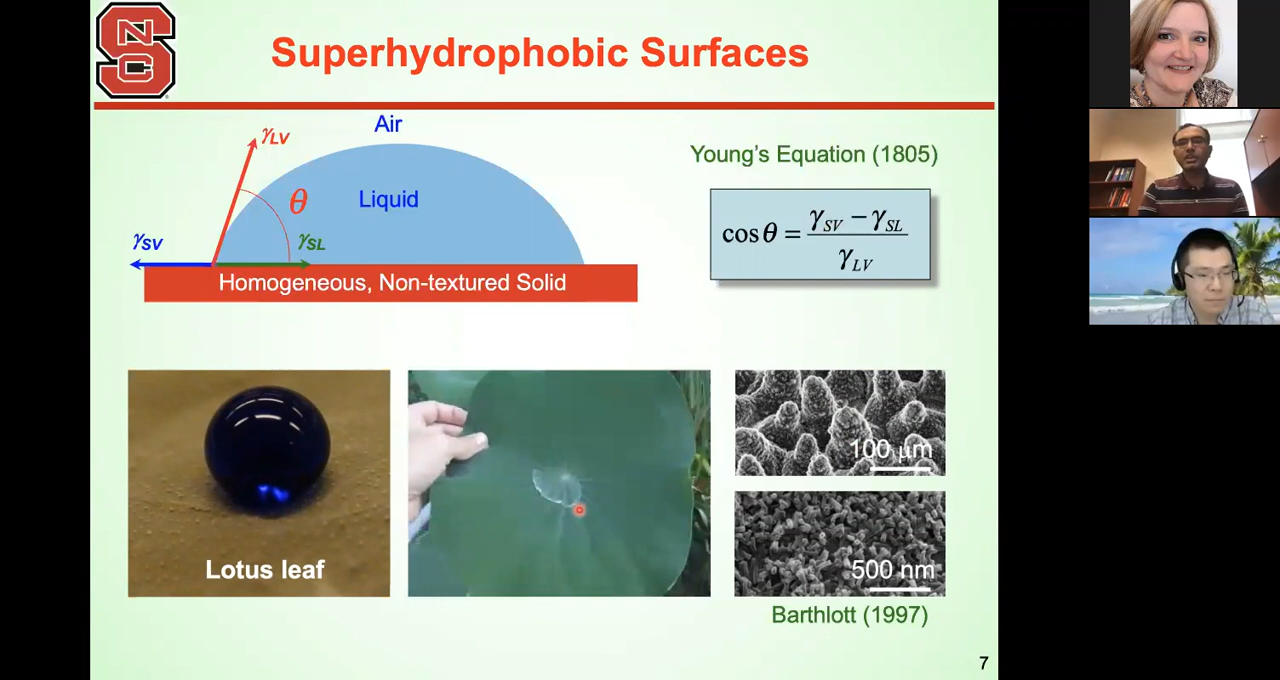 NC
Superhydrophobic Surfaces
Air
γLV
θ
Liquid
γSV
γSL
Homogeneous, Non-textured Solid
Young's Equation (1805)
cosθ = (γSV − γSL) / γLV
Lotus leaf
100 μm
500 nm
Barthlott (1997)
7